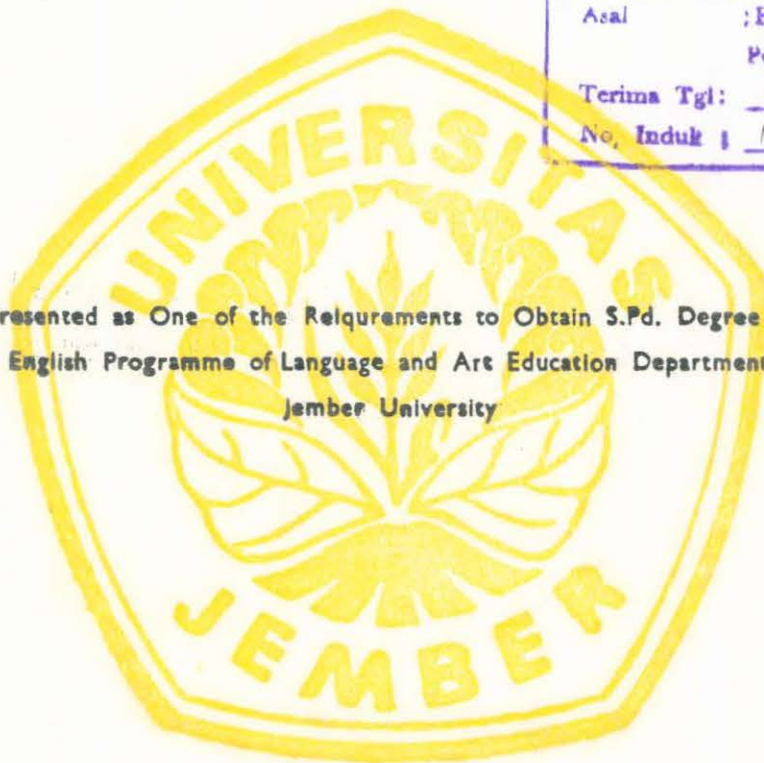 Asal ;
Terima Tgl:
No, Induk
UNIVERSITAS
resented as One of the Relqurements to Obtain S.Pd. Degree
English Programme of Language and Art Education Department
Jember University
JEMBER